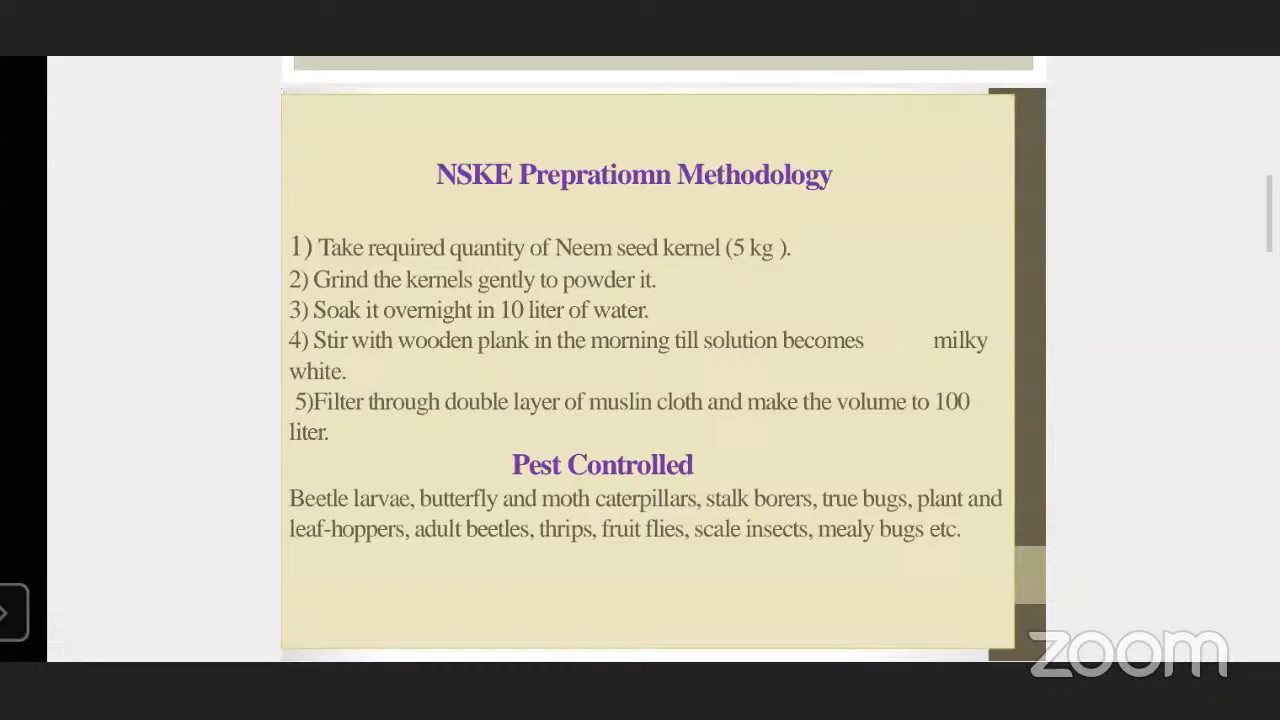 NSKE Prepratiomn Methodology
1) Take required quantity of Neem seed kernel (5 kg ).
2) Grind the kernels gently to powder it.
3) Soak it overnight in 10 liter of water.
4) Stir with wooden plank in the morning till solution becomes milky
white.
5)Filter through double layer of muslin cloth and make the volume to 100
liter.
Pest Controlled
Beetle larvae, butterfly and moth caterpillars, stalk borers, true bugs, plant and
leaf-hoppers, adult beetles, thrips, fruit flies, scale insects, mealy bugs etc.
zoom